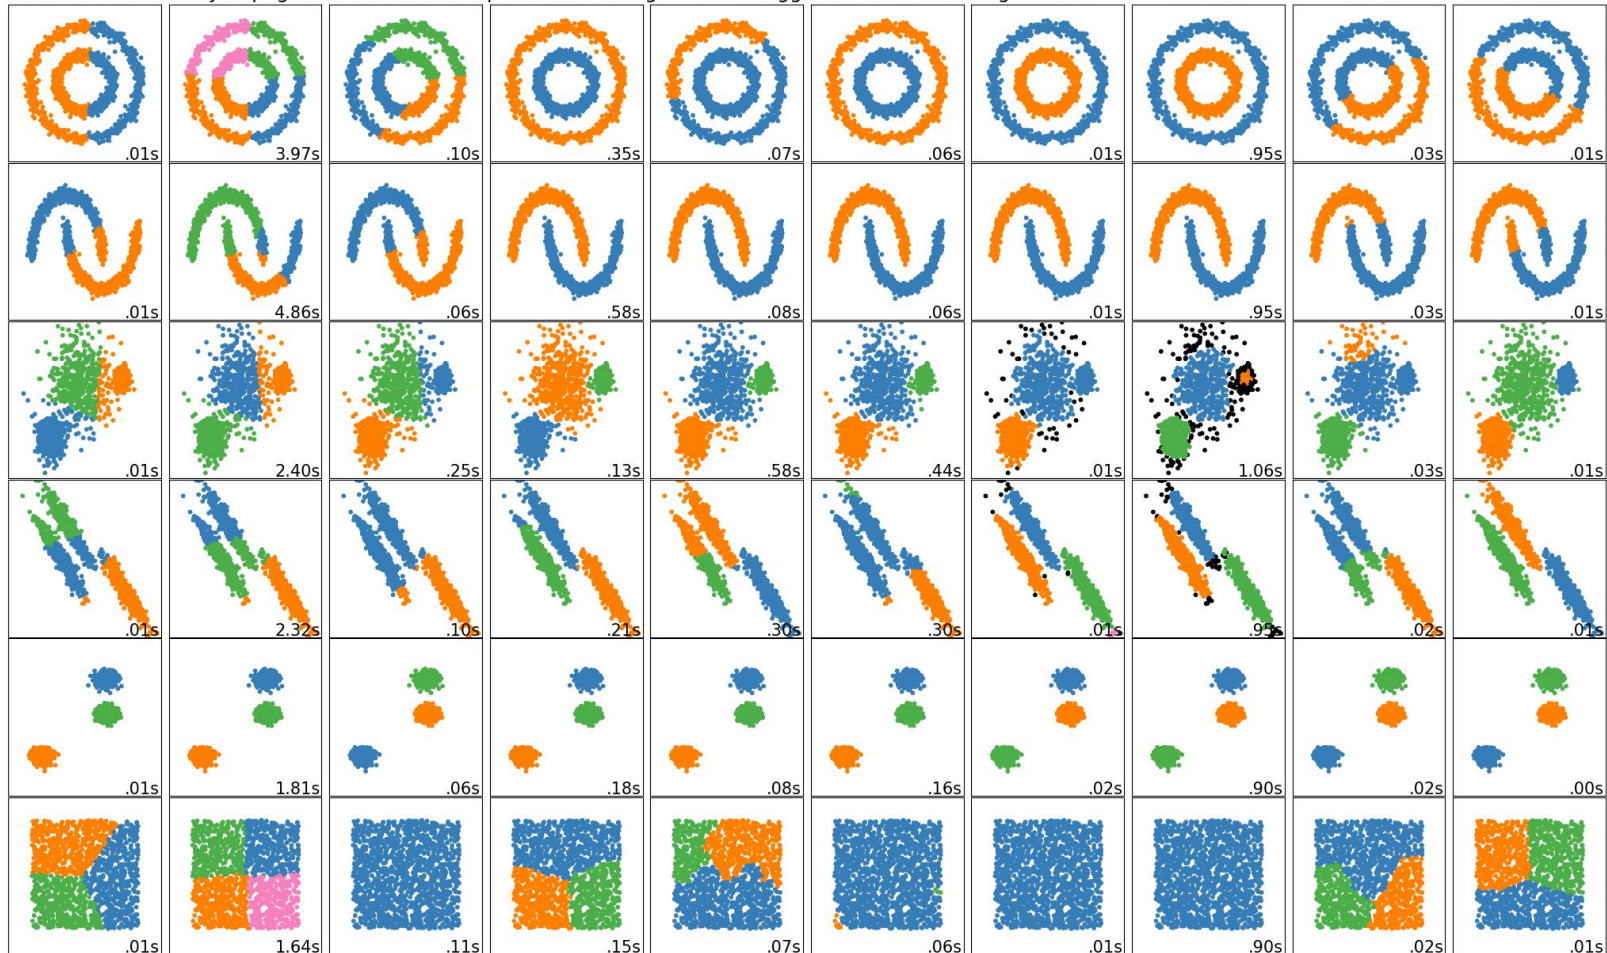 .01s 3.97s .10s .35s .07s .06s .01s .95s .03s .01s
.01s 4.86s .06s .58s .08s .06s .01s .95s .03s .01s
.01s 2.40s .25s .13s .58s .44s .01s 1.06s .03s .01s
.01s 2.32s .10s .21s .30s .30s .01s .95s .02s .01s
.01s 1.81s .06s .18s .08s .16s .02s .90s .02s .00s
.01s 1.64s .11s .15s .07s .06s .01s .90s .02s .01s